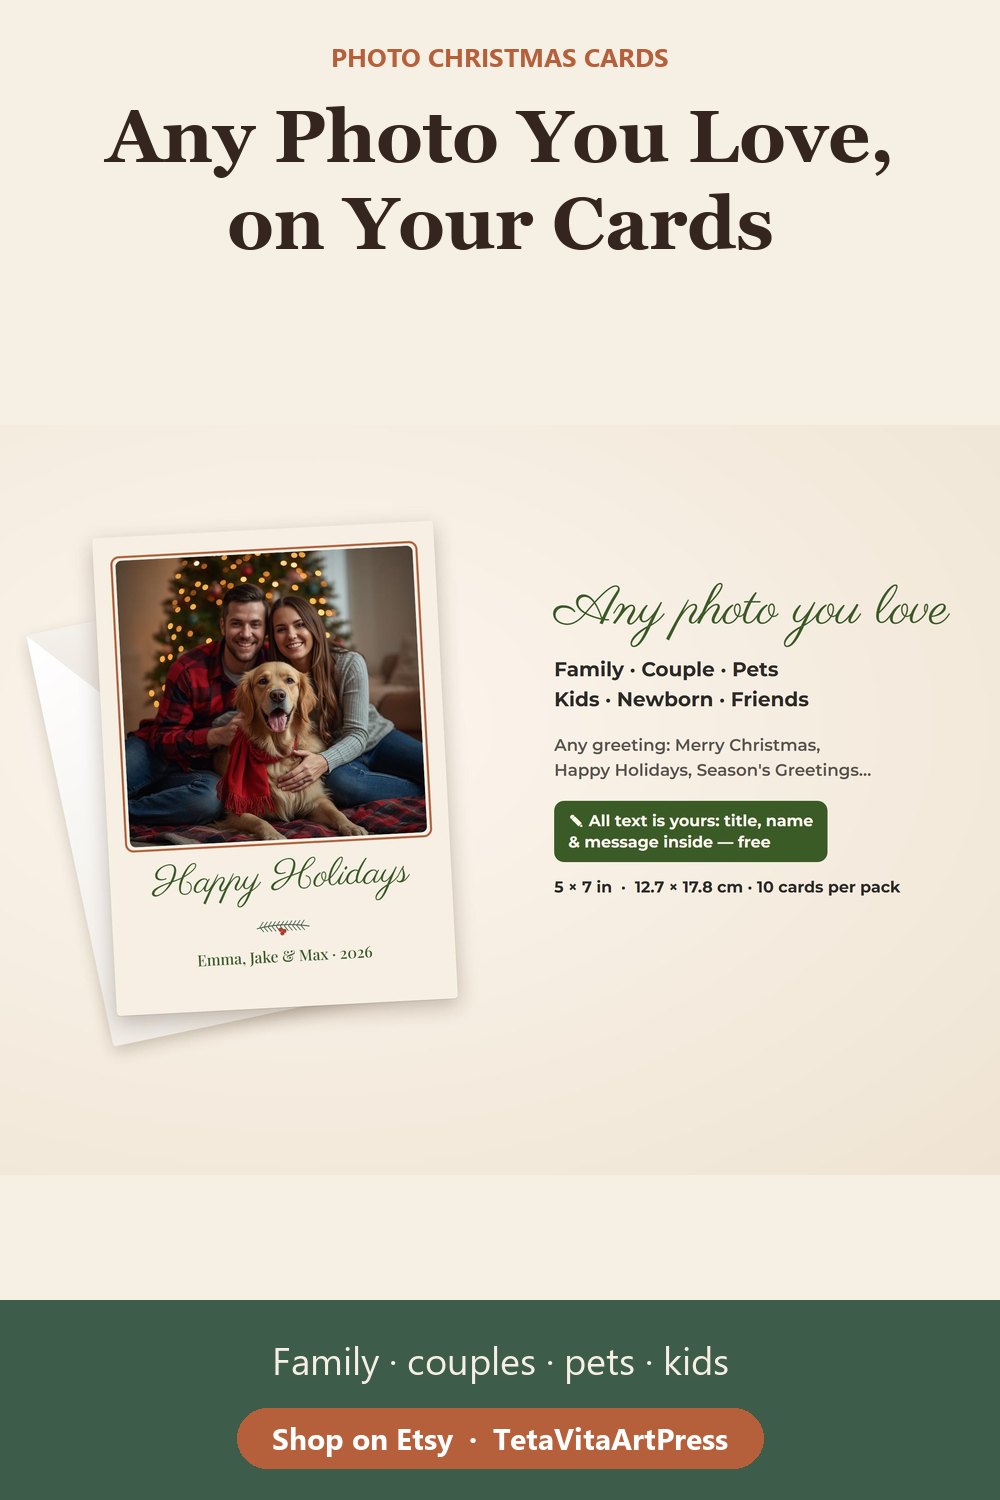 PHOTO CHRISTMAS CARDS
Any Photo You Love,
on Your Cards
Happy Holidays
Emma, Jake & Max · 2026
Any photo you love
Family · Couple · Pets
Kids · Newborn · Friends
Any greeting: Merry Christmas,
Happy Holidays, Season's Greetings...
All text is yours: title, name
& message inside — free
5 × 7 in · 12.7 × 17.8 cm · 10 cards per pack
Family · couples · pets · kids
Shop on Etsy · TetaVitaArtPress